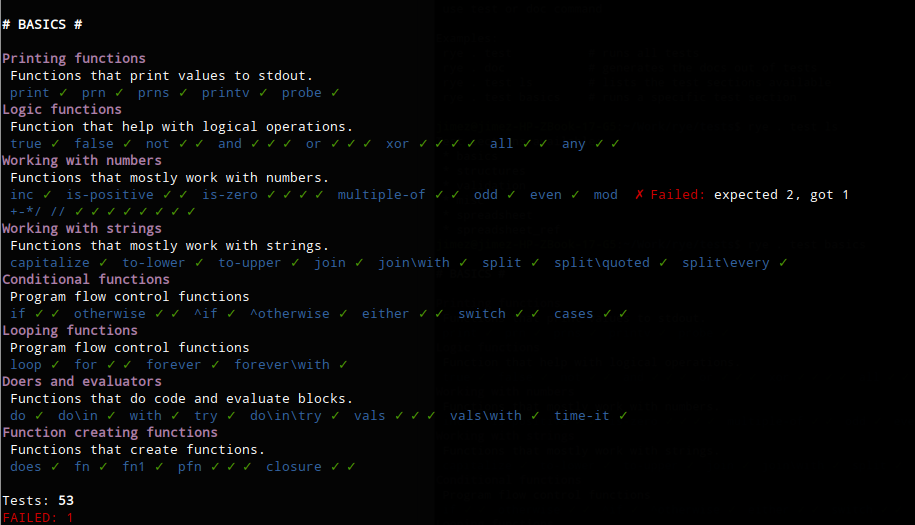 # BASICS #
Printing functions
Functions that print values to stdout.
print ✓ prn ✓ prns ✓ printv ✓ probe ✓
Logic functions
Function that help with logical operations.
true ✓ false ✓ not ✓ ✓ and ✓ ✓ ✓ or ✓ ✓ ✓ xor ✓ ✓ ✓ ✓ all ✓ ✓ any ✓ ✓
Working with numbers
Functions that mostly work with numbers.
inc ✓ is-positive ✓ ✓ is-zero ✓ ✓ ✓ ✓ multiple-of ✓ ✓ odd ✓ even ✓ mod ✗ Failed: expected 2, got 1
+-*/ // ✓ ✓ ✓ ✓ ✓ ✓ ✓ ✓
Working with strings
Functions that mostly work with strings.
capitalize ✓ to-lower ✓ to-upper ✓ join ✓ join\with ✓ split ✓ split\quoted ✓ split\every ✓
Conditional functions
Program flow control functions
if ✓ ✓ otherwise ✓ ✓ ^if ✓ ^otherwise ✓ either ✓ ✓ switch ✓ ✓ cases ✓ ✓
Looping functions
Program flow control functions
loop ✓ for ✓ ✓ forever ✓ forever\with ✓
Doers and evaluators
Functions that do code and evaluate blocks.
do ✓ do\in ✓ with ✓ try ✓ do\in\try ✓ vals ✓ ✓ ✓ vals\with ✓ time-it ✓
Function creating functions
Functions that create functions.
does ✓ fn ✓ fn1 ✓ pfn ✓ ✓ ✓ closure ✓ ✓
Tests: 53
FAILED: 1